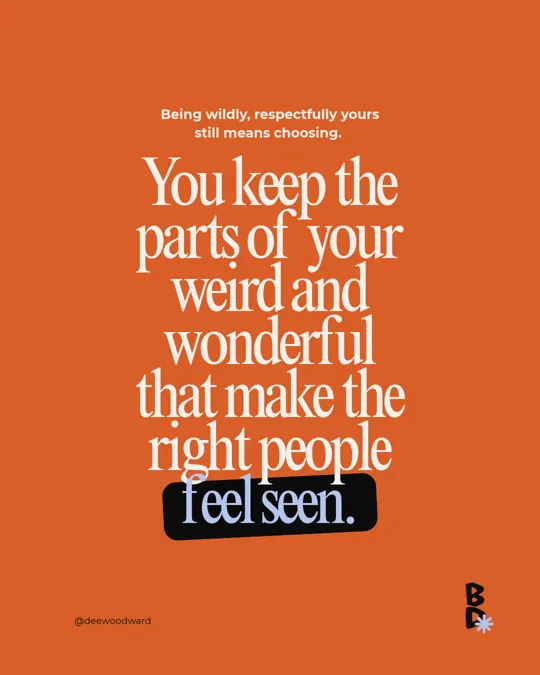 Being wildly, respectfully yours
still means choosing.
You keep the
parts of your
weird and
wonderful
that make the
right people
feel seen.
@deewoodward
B
D